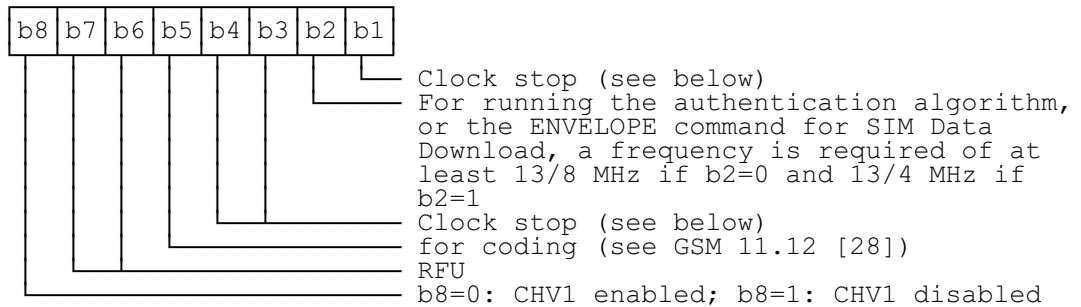 b8 b7 b6 b5 b4 b3 b2 b1
Clock stop (see below)
For running the authentication algorithm,
or the ENVELOPE command for SIM Data
Download, a frequency is required of at
least 13/8 MHz if b2=0 and 13/4 MHz if
b2=1
Clock stop (see below)
for coding (see GSM 11.12 [28])
RFU
b8=0: CHV1 enabled; b8=1: CHV1 disabled